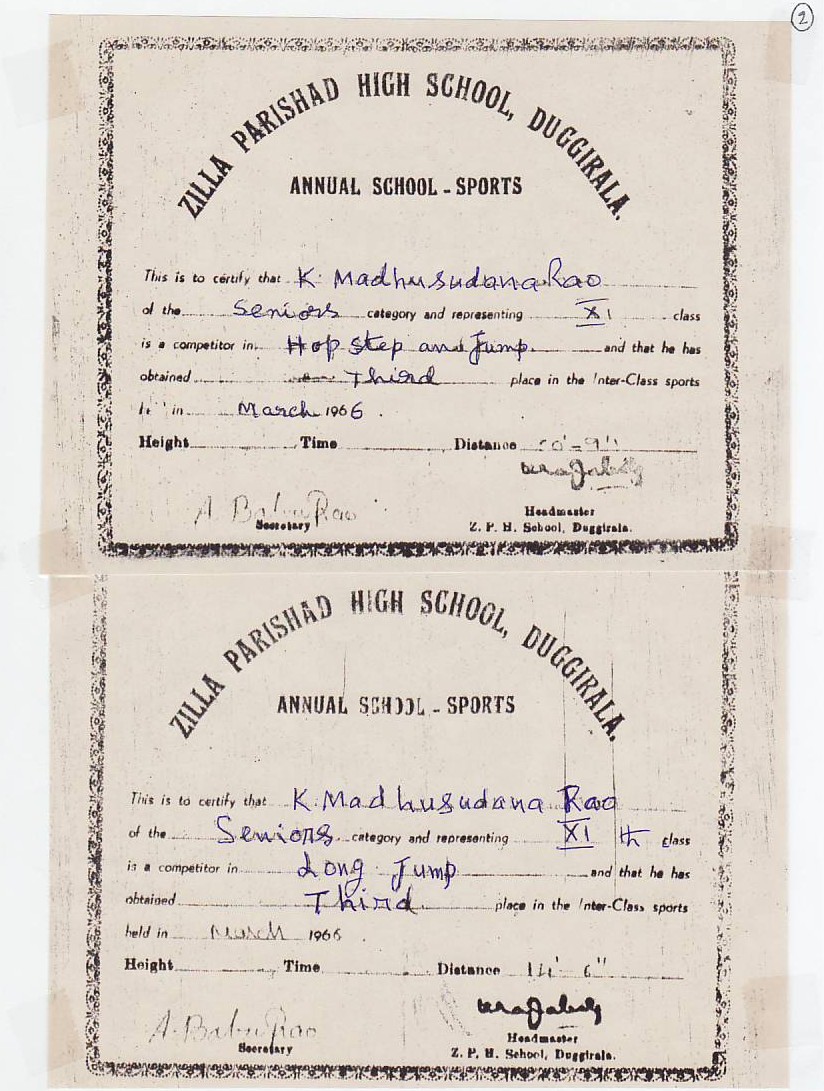 2
ZILLA PARISHAD HIGH SCHOOL, DUGGIRALA.
ANNUAL SCHOOL - SPORTS
This is to certify that K. Madhusudana Rao
of the Seniors category and representing XI class
is a competitor in Hop step and Jump and that he has
obtained Third place in the Inter-Class sports
in March 1966.
Height Time Distance
A. Babu Rao
Secretary
Headmaster
Z. P. H. School, Duggirala.
ZILLA PARISHAD HIGH SCHOOL, DUGGIRALA.
ANNUAL SCHOOL - SPORTS
This is to certify that K. Madhusudana Rao
of the Seniors category and representing XI th class
is a competitor in Long Jump and that he has
obtained Third place in the Inter-Class sports
held in March 1966.
Height Time Distance 14' 6"
A. Babu Rao
Secretary
Headmaster
Z. P. H. School, Duggirala.